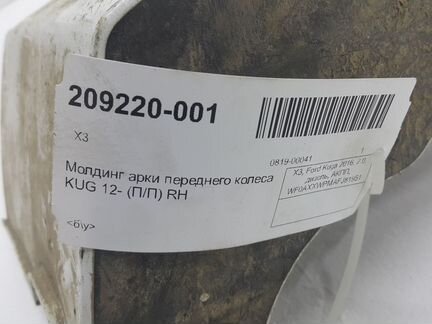 209220-001
X3
0819-00041 1
Молдинг арки переднего колеса
KUG 12- (П/П) RH
X3, Ford Kuga 2016, 2.0,
дизель, АКПП,
<б\у>